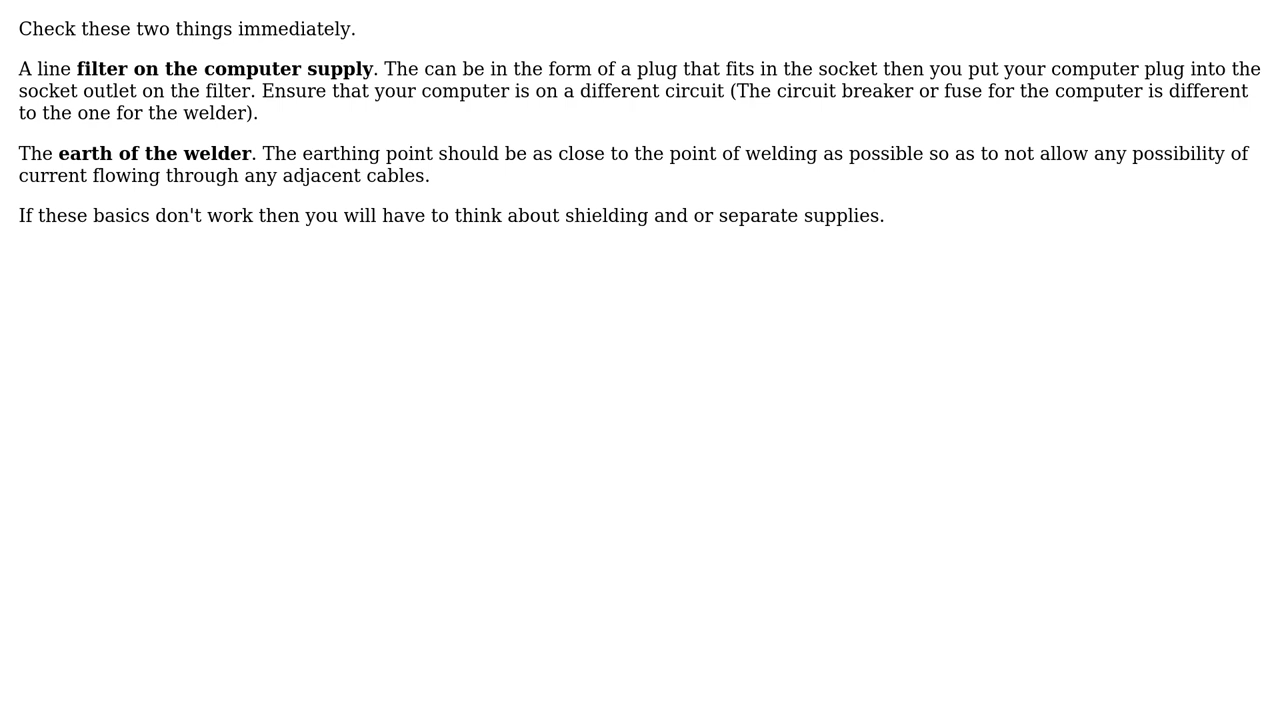 Check these two things immediately.
A line filter on the computer supply. The can be in the form of a plug that fits in the socket then you put your computer plug into the
socket outlet on the filter. Ensure that your computer is on a different circuit (The circuit breaker or fuse for the computer is different
to the one for the welder).
The earth of the welder. The earthing point should be as close to the point of welding as possible so as to not allow any possibility of
current flowing through any adjacent cables.
If these basics don't work then you will have to think about shielding and or separate supplies.